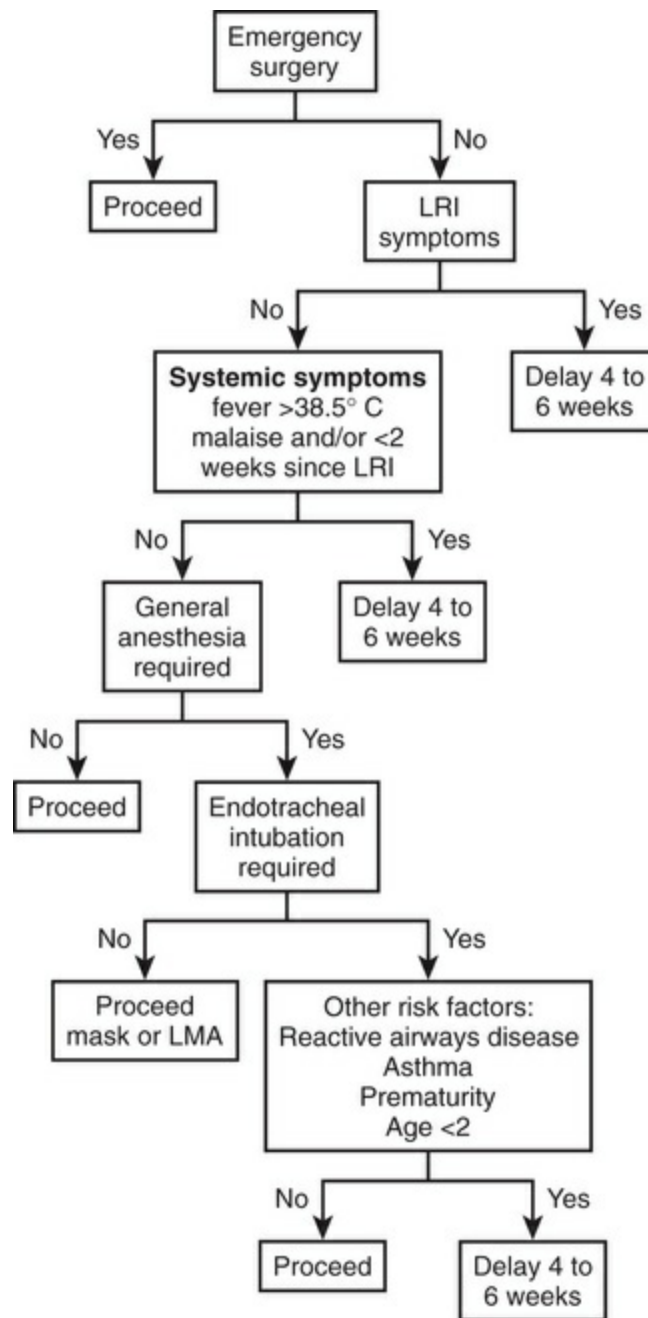 Emergency
surgery
Yes
No
Proceed
LRI
symptoms
No
Yes
Systemic symptoms
fever >38.5° C
malaise and/or <2
weeks since LRI
Delay 4 to
6 weeks
No
Yes
General
anesthesia
required
Delay 4 to
6 weeks
No
Yes
Proceed
Endotracheal
intubation
required
No
Yes
Proceed
mask or LMA
Other risk factors:
Reactive airways disease
Asthma
Prematurity
Age <2
No
Yes
Proceed
Delay 4 to
6 weeks